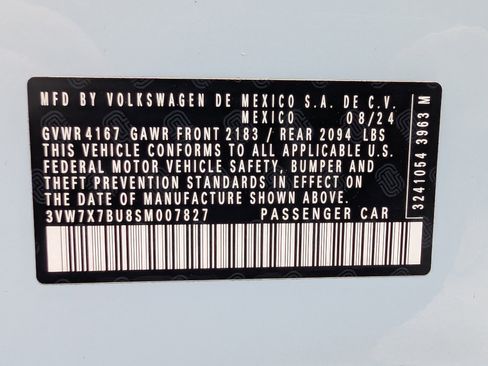 MFD BY VOLKSWAGEN DE MEXICO S.A. DE C.V.
MEXICO 08/24
GVWR 4167 GAWR FRONT 2183 / REAR 2094 LBS
THIS VEHICLE CONFORMS TO ALL APPLICABLE U.S.
FEDERAL MOTOR VEHICLE SAFETY, BUMPER AND
THEFT PREVENTION STANDARDS IN EFFECT ON
THE DATE OF MANUFACTURE SHOWN ABOVE
3VW7X7BU8SM007827 PASSENGER CAR
3241054 3963 M